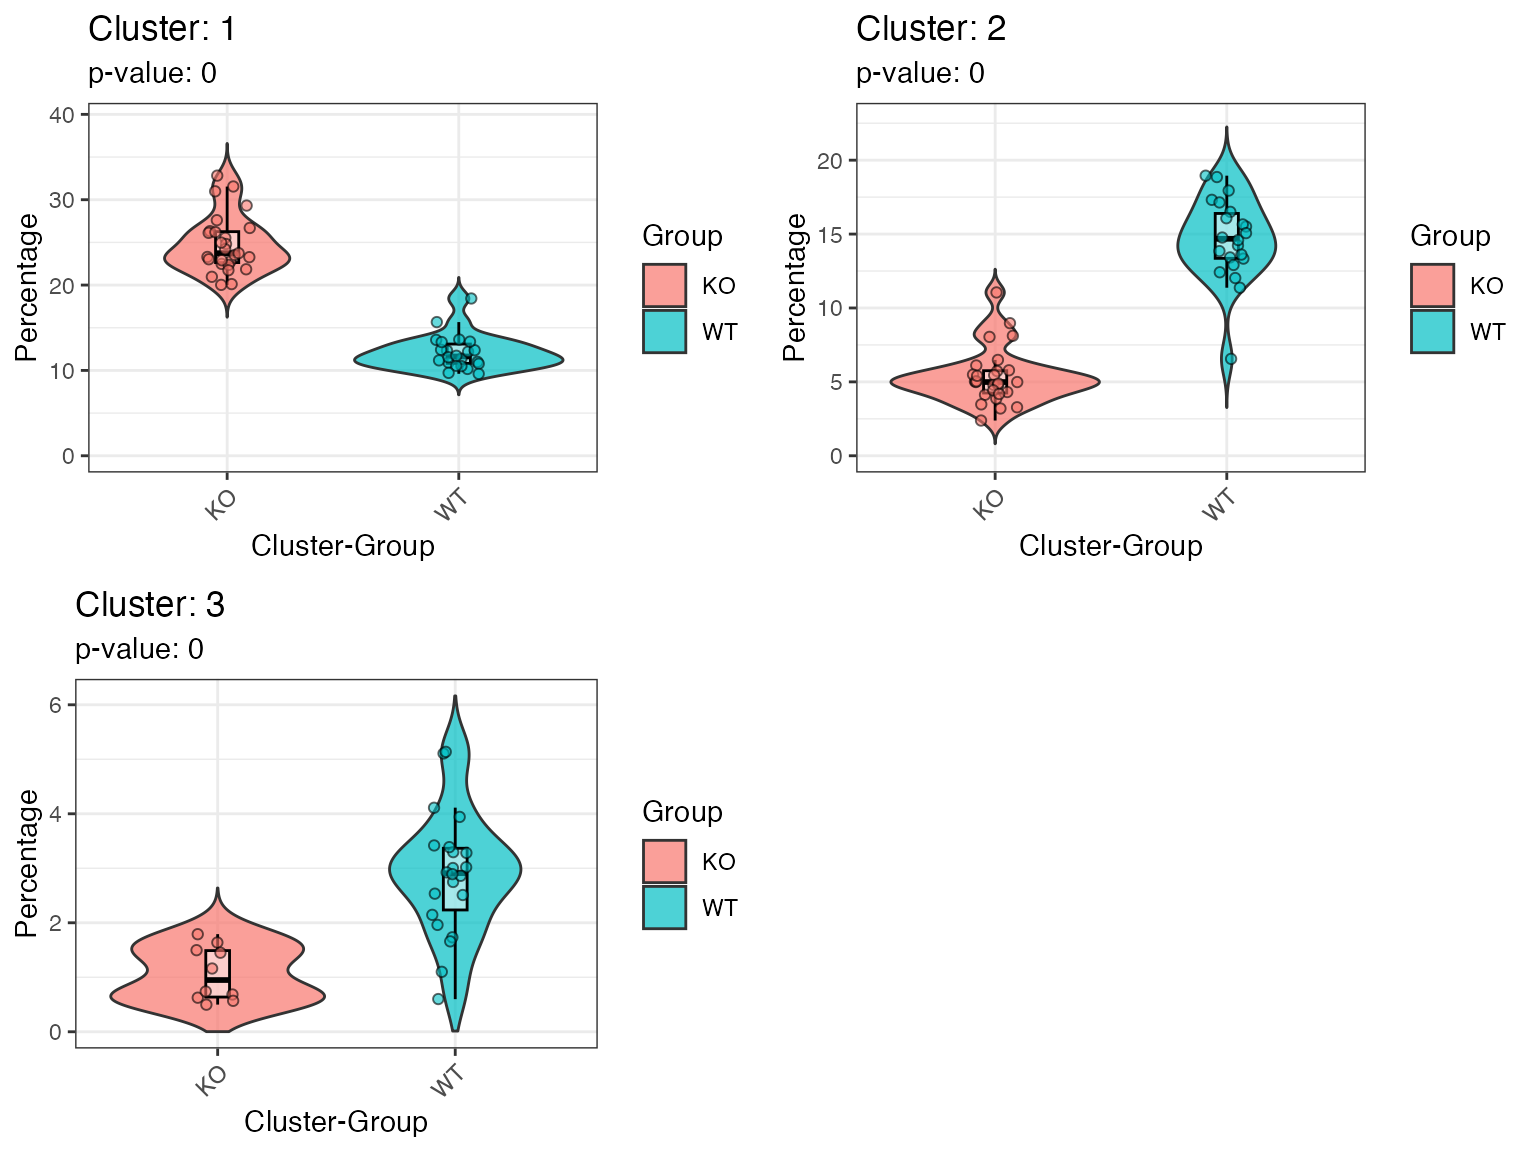 Cluster: 1
p-value: 0
Percentage
40
30
20
10
0
KO
WT
Cluster-Group
Group
KO
WT
Cluster: 2
p-value: 0
Percentage
20
15
10
5
0
KO
WT
Cluster-Group
Group
KO
WT
Cluster: 3
p-value: 0
Percentage
6
4
2
0
KO
WT
Cluster-Group
Group
KO
WT